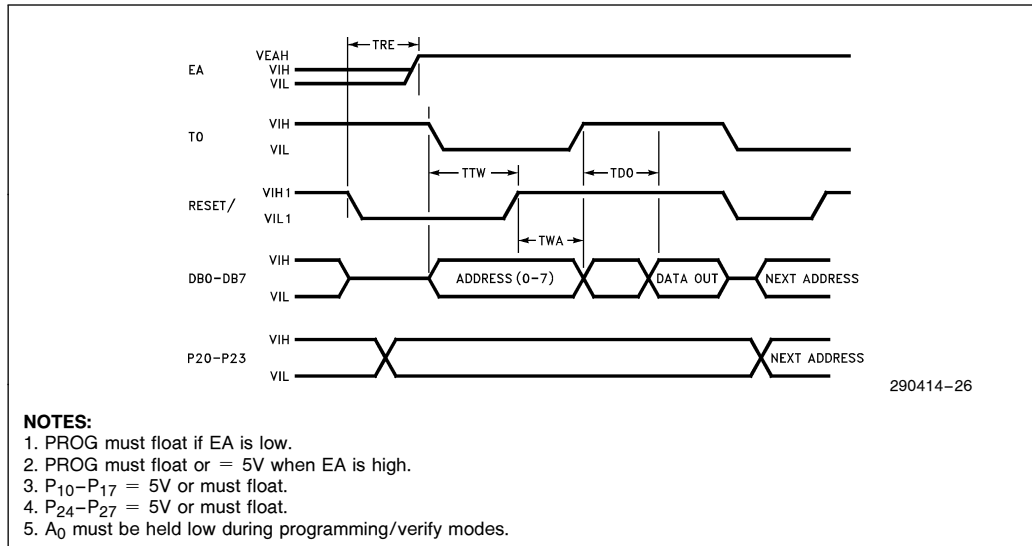 TRE
VEAH
EA VIH
VIL
T0 VIH
VIL
TTW TDO
RESET/ VIH1
VIL1
TWA
DB0-DB7 VIH
ADDRESS (0-7) DATA OUT NEXT ADDRESS
VIL
P20-P23 VIH
NEXT ADDRESS
VIL
290414-26
NOTES:
1. PROG must float if EA is low.
2. PROG must float or = 5V when EA is high.
3. P10–P17 = 5V or must float.
4. P24–P27 = 5V or must float.
5. A0 must be held low during programming/verify modes.